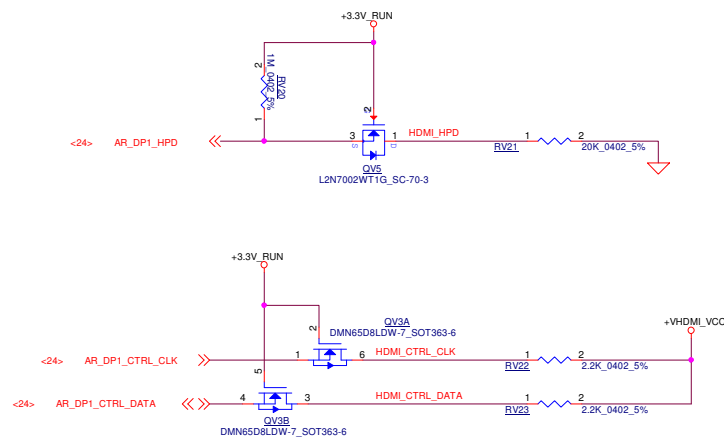 +3.3V_RUN
2
1M_0402_5%
RV20
1
2
<24> AR_DP1_HPD
3
S
1
D
HDMI_HPD
1
2
RV21
20K_0402_5%
QV5
L2N7002WT1G_SC-70-3
+3.3V_RUN
+VHDMI_VCC
QV3A
DMN65D8LDW-7_SOT363-6
2
<24> AR_DP1_CTRL_CLK
1
6
HDMI_CTRL_CLK
1
2
RV22
2.2K_0402_5%
5
<24> AR_DP1_CTRL_DATA
4
3
HDMI_CTRL_DATA
1
2
RV23
2.2K_0402_5%
QV3B
DMN65D8LDW-7_SOT363-6